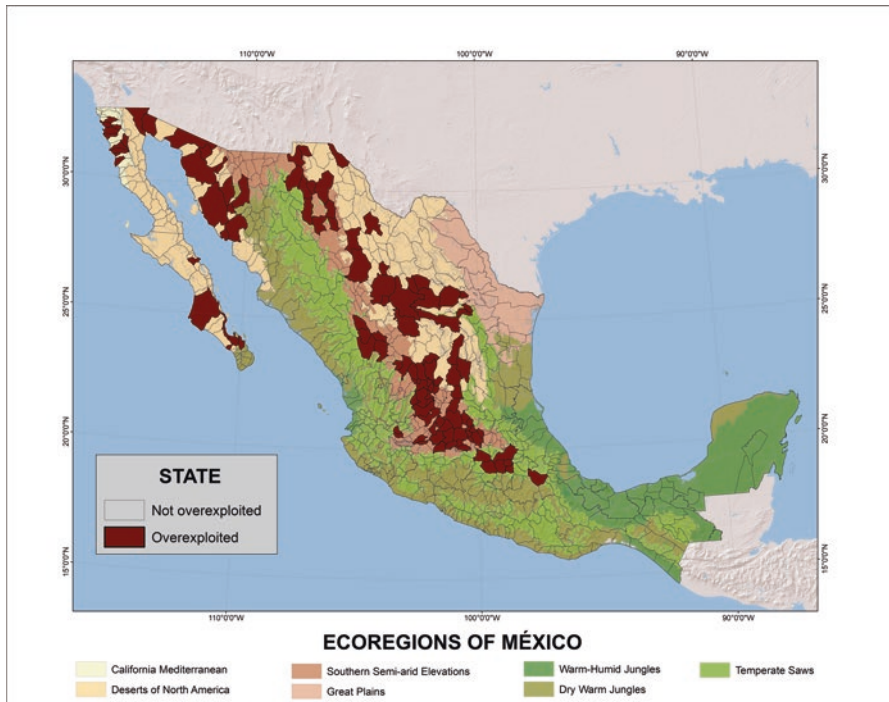 110°0'0"W 100°0'0"W 90°0'0"W
30°0'0"N 30°0'0"N
25°0'0"N 25°0'0"N
20°0'0"N 20°0'0"N
15°0'0"N 15°0'0"N
STATE
Not overexploited
Overexploited
110°0'0"W 100°0'0"W 90°0'0"W
ECOREGIONS OF MÉXICO
California Mediterranean Southern Semi-arid Elevations Warm-Humid Jungles Temperate Saws
Deserts of North America Great Plains Dry Warm Jungles